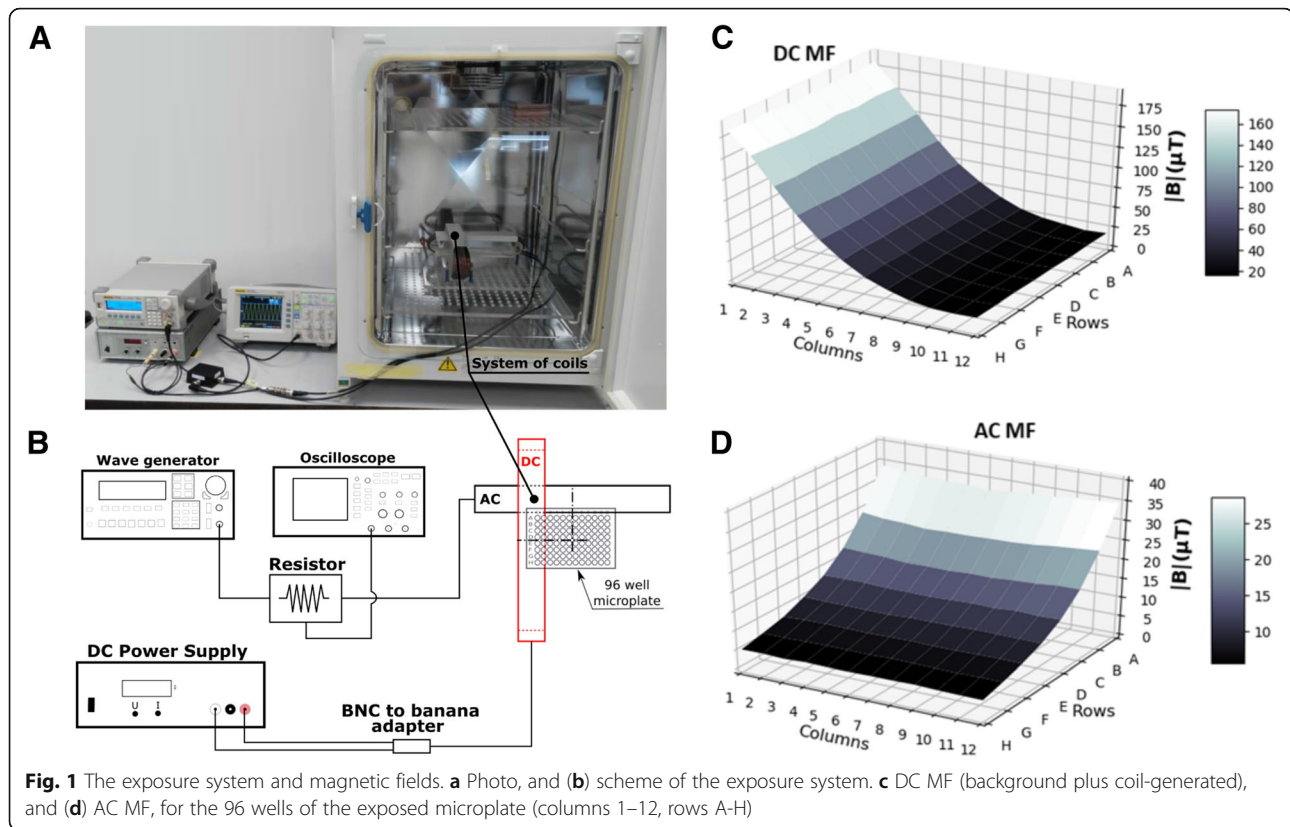 A
System of coils
B
Wave generator
Oscilloscope
Resistor
DC
AC
A
B
C
D
E
F
G
H
96 well
microplate
DC Power Supply
U I
BNC to banana
adapter
C
DC MF
|B|(μT)
175
150
125
100
75
50
25
0
160
140
120
100
80
60
40
20
1 2 3 4 5 6 7 8 9 10 11 12
Columns
H G F E D C B A
Rows
D
AC MF
|B|(μT)
40
35
30
25
20
15
10
5
0
25
20
15
10
1 2 3 4 5 6 7 8 9 10 11 12
Columns
H G F E D C B A
Rows
Fig. 1 The exposure system and magnetic fields. a Photo, and (b) scheme of the exposure system. c DC MF (background plus coil-generated),
and (d) AC MF, for the 96 wells of the exposed microplate (columns 1–12, rows A-H)